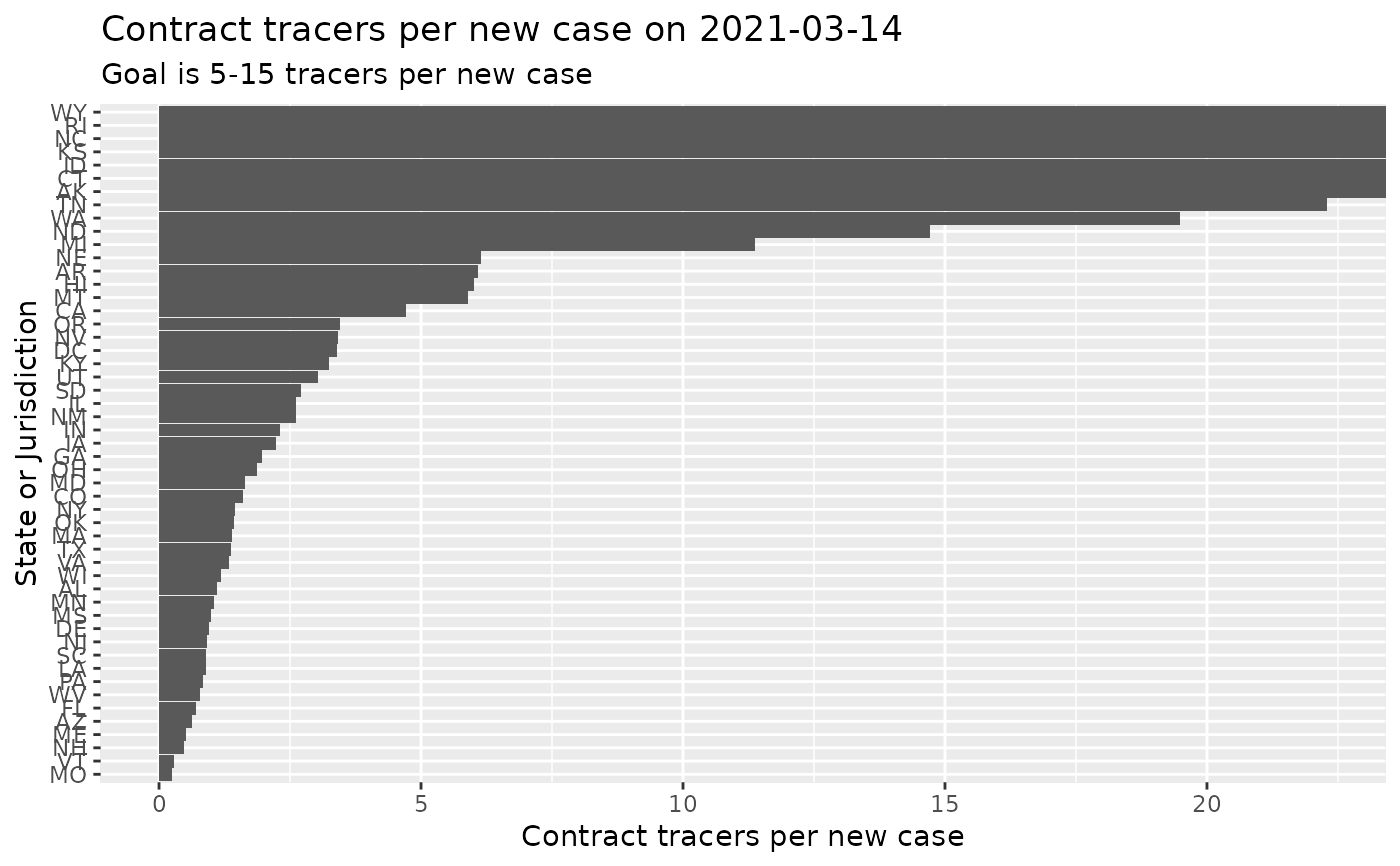 Contract tracers per new case on 2021-03-14
Goal is 5-15 tracers per new case
State or Jurisdiction
WY
RI
NC
KS
ID
CT
AK
TN
WA
ND
MI
NE
AR
HI
MT
CA
OR
NV
DC
KY
UT
SD
IL
NM
IN
IA
GA
OH
MD
CO
NY
OK
MA
TX
VA
WI
AL
MN
MS
DE
NJ
SC
LA
PA
WV
FL
AZ
ME
NH
VT
MO
0 5 10 15 20
Contract tracers per new case